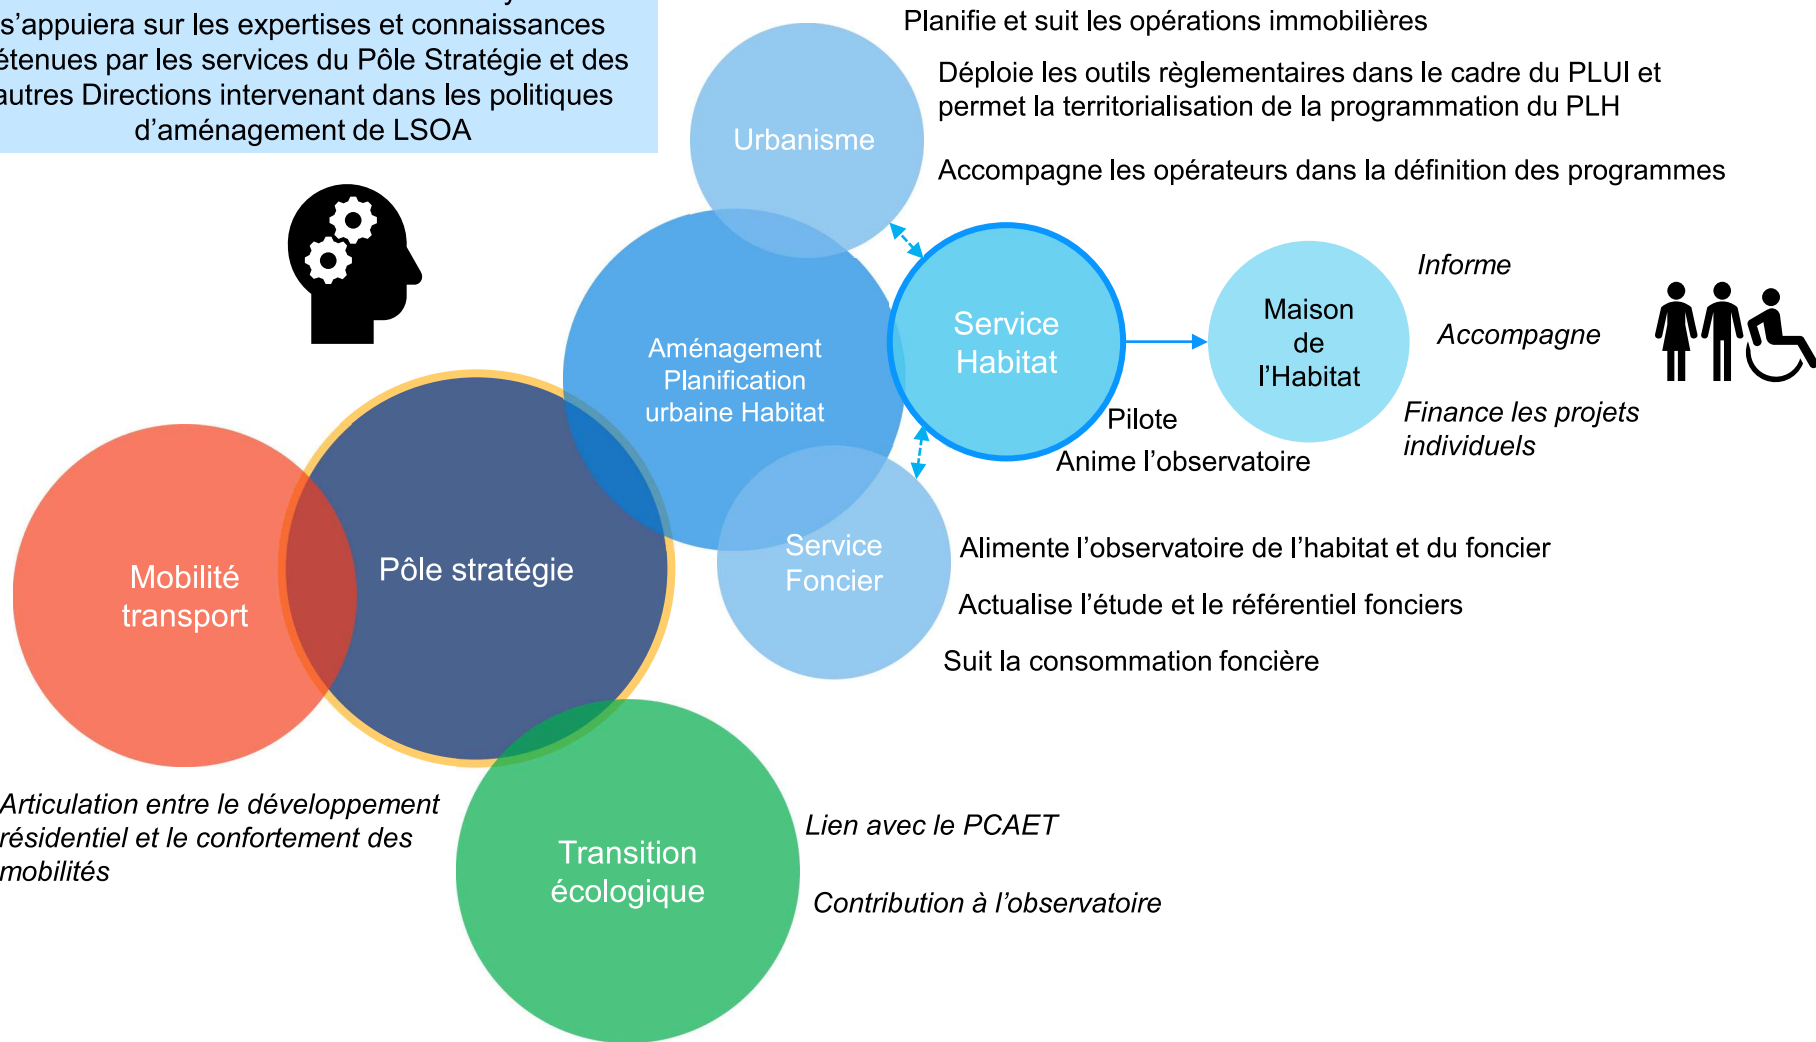 s’appuiera sur les expertises et connaissances
étenues par les services du Pôle Stratégie et des
autres Directions intervenant dans les politiques
d’aménagement de LSOA
Planifie et suit les opérations immobilières
Déploie les outils règlementaires dans le cadre du PLUI et
permet la territorialisation de la programmation du PLH
Urbanisme
Accompagne les opérateurs dans la définition des programmes
Informe
Service
Habitat
Maison
de
l’Habitat
Accompagne
Aménagement
Planification
urbaine Habitat
Finance les projets
individuels
Pilote
Anime l’observatoire
Service
Foncier
Alimente l’observatoire de l’habitat et du foncier
Actualise l’étude et le référentiel fonciers
Suit la consommation foncière
Pôle stratégie
Mobilité
transport
Articulation entre le développement
résidentiel et le confortement des
mobilités
Transition
écologique
Lien avec le PCAET
Contribution à l’observatoire